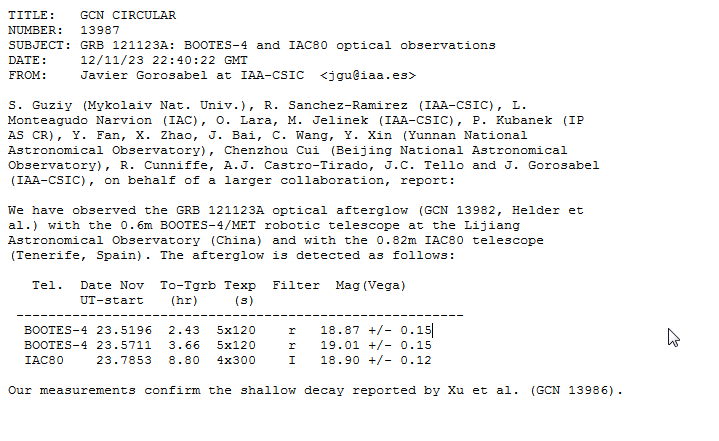 TITLE:   GCN CIRCULAR
NUMBER:  13987
SUBJECT: GRB 121123A: BOOTES-4 and IAC80 optical observations
DATE:    12/11/23 22:40:22 GMT
FROM:    Javier Gorosabel at IAA-CSIC  <jgu@iaa.es>
S. Guziy (Mykolaiv Nat. Univ.), R. Sanchez-Ramirez (IAA-CSIC), L.
Monteagudo Narvion (IAC), O. Lara, M. Jelinek (IAA-CSIC), P. Kubanek (IP
AS CR), Y. Fan, X. Zhao, J. Bai, C. Wang, Y. Xin (Yunnan National
Astronomical Observatory), Chenzhou Cui (Beijing National Astronomical
Observatory), R. Cunniffe, A.J. Castro-Tirado, J.C. Tello and J. Gorosabel
(IAA-CSIC), on behalf of a larger collaboration, report:
We have observed the GRB 121123A optical afterglow (GCN 13982, Helder et
al.) with the 0.6m BOOTES-4/MET robotic telescope at the Lijiang
Astronomical Observatory (China) and with the 0.82m IAC80 telescope
(Tenerife, Spain). The afterglow is detected as follows:
Tel.  Date Nov  To-Tgrb Texp  Filter  Mag(Vega)
UT-start   (hr)    (s)
--------------------------------------------------------
BOOTES-4 23.5196  2.43  5x120    r   18.87 +/- 0.15
BOOTES-4 23.5711  3.66  5x120    r   19.01 +/- 0.15
IAC80    23.7853  8.80  4x300    I   18.90 +/- 0.12
Our measurements confirm the shallow decay reported by Xu et al. (GCN 13986).